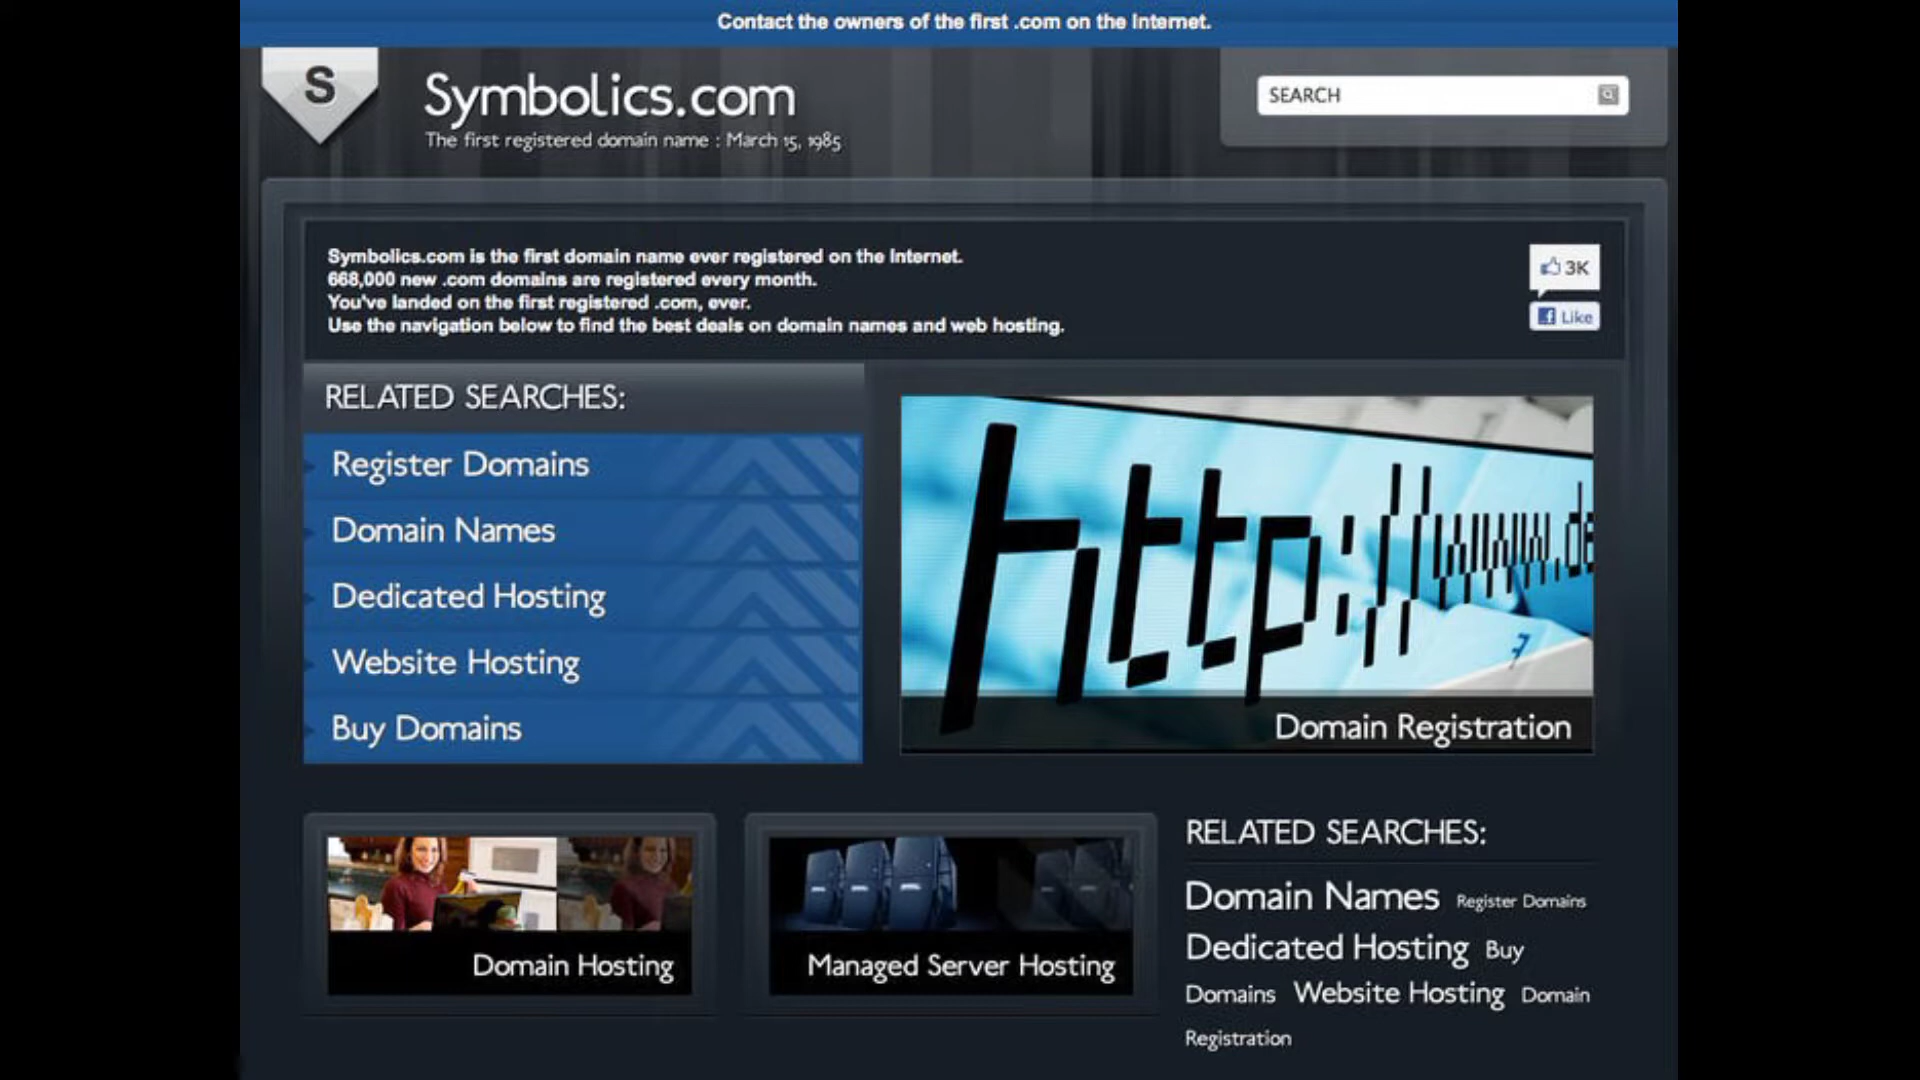 Contact the owners of the first .com on the Internet.
S
Symbolics.com
The first registered domain name : March 15, 1985
SEARCH
Symbolics.com is the first domain name ever registered on the Internet.
668,000 new .com domains are registered every month.
You've landed on the first registered .com, ever.
Use the navigation below to find the best deals on domain names and web hosting.
3K
Like
RELATED SEARCHES:
Register Domains
Domain Names
Dedicated Hosting
Website Hosting
Buy Domains
http://www.de
Domain Registration
Domain Hosting
Managed Server Hosting
RELATED SEARCHES:
Domain Names Register Domains
Dedicated Hosting Buy
Domains Website Hosting Domain
Registration